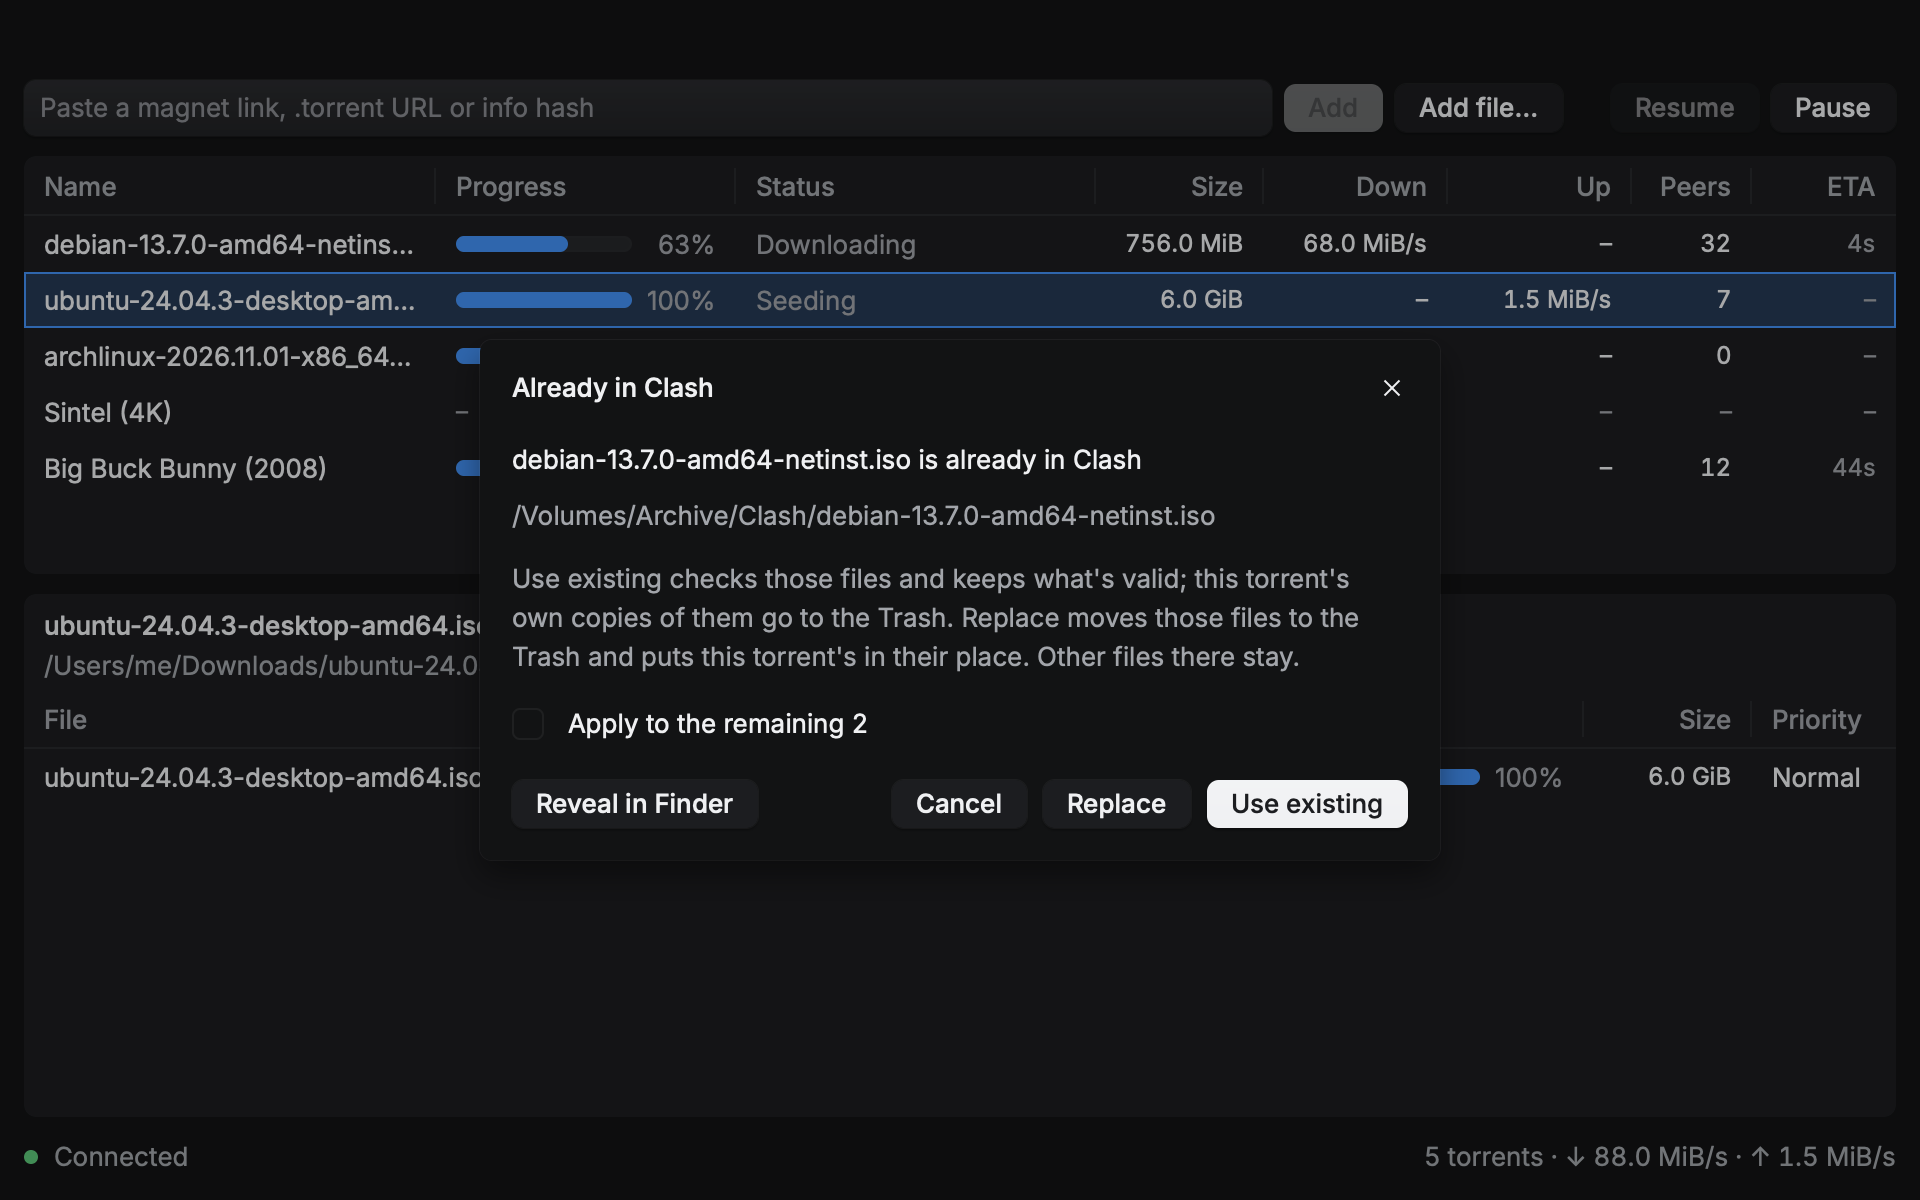 Paste a magnet link, .torrent URL or info hash
Add
Add file...
Resume
Pause
Name Progress Status Size Down Up Peers ETA
debian-13.7.0-amd64-netins... 63% Downloading 756.0 MiB 68.0 MiB/s – 32 4s
ubuntu-24.04.3-desktop-am... 100% Seeding 6.0 GiB – 1.5 MiB/s 7 –
archlinux-2026.11.01-x86_64... – 0 –
Sintel (4K) – – – –
Big Buck Bunny (2008) – 12 44s
Already in Clash
debian-13.7.0-amd64-netinst.iso is already in Clash
/Volumes/Archive/Clash/debian-13.7.0-amd64-netinst.iso
Use existing checks those files and keeps what's valid; this torrent's
own copies of them go to the Trash. Replace moves those files to the
Trash and puts this torrent's in their place. Other files there stay.
Apply to the remaining 2
Reveal in Finder
Cancel
Replace
Use existing
ubuntu-24.04.3-desktop-amd64.iso
/Users/me/Downloads/ubuntu-24.0
File Size Priority
ubuntu-24.04.3-desktop-amd64.iso 100% 6.0 GiB Normal
Connected
5 torrents · ↓ 88.0 MiB/s · ↑ 1.5 MiB/s